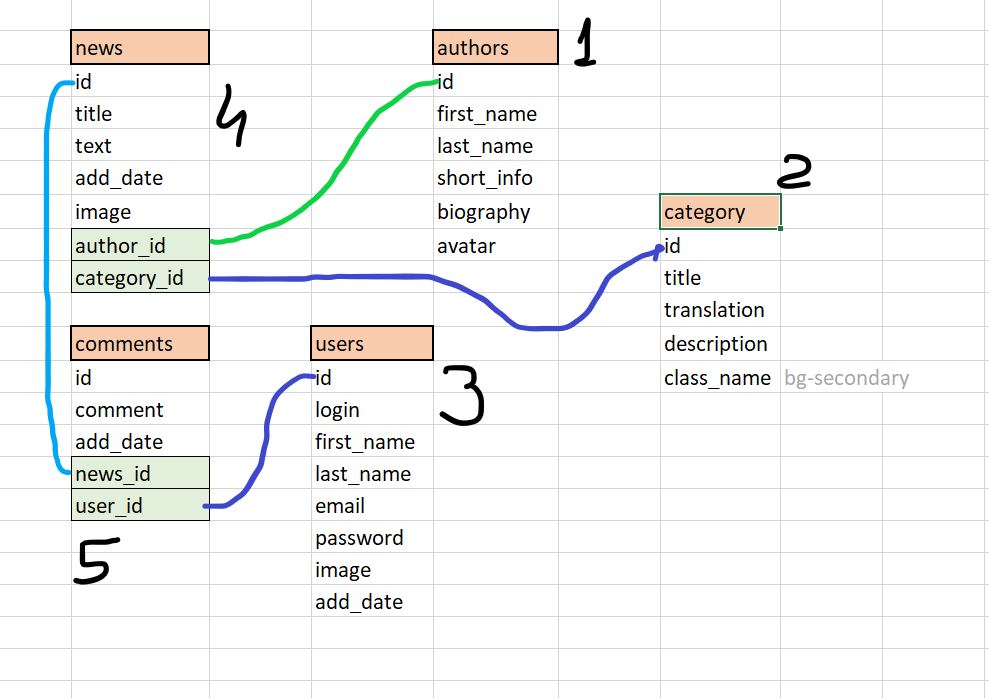 news
id
title
text
add_date
image
author_id
category_id
4
authors
id
first_name
last_name
short_info
biography
avatar
1
category
id
title
translation
description
class_name bg-secondary
2
comments
id
comment
add_date
news_id
user_id
5
users
id
login
first_name
last_name
email
password
image
add_date
3